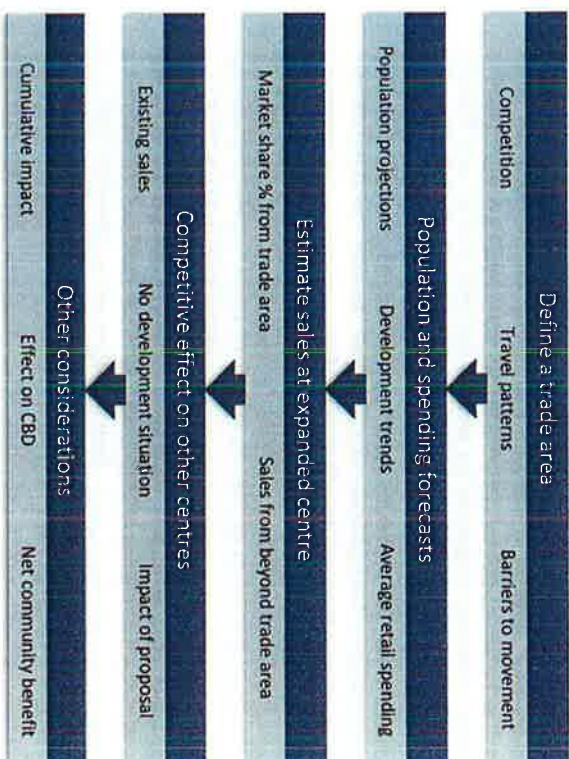 Define a trade area
Competition Travel patterns Barriers to movement
Population and spending forecasts
Population projections Development trends Average retail spending
Estimate sales at expanded centre
Market share % from trade area Sales from beyond trade area
Competitive effect on other centres
Existing sales No development situation Impact of proposal
Other considerations
Cumulative impact Effect on CBD Net community benefit